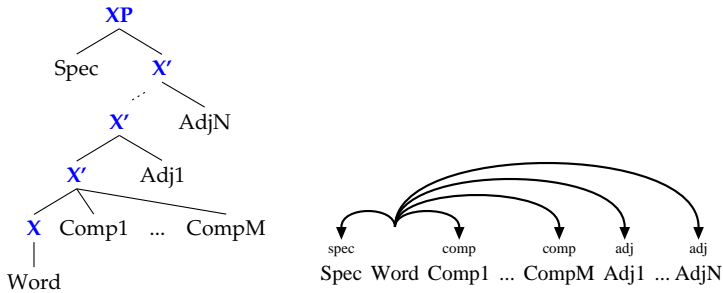 XP
Spec X′
X′ AdjN
X′ Adj1
X Comp1 ... CompM
Word
spec comp comp adj adj
Spec Word Comp1 ... CompM Adj1 ... AdjN